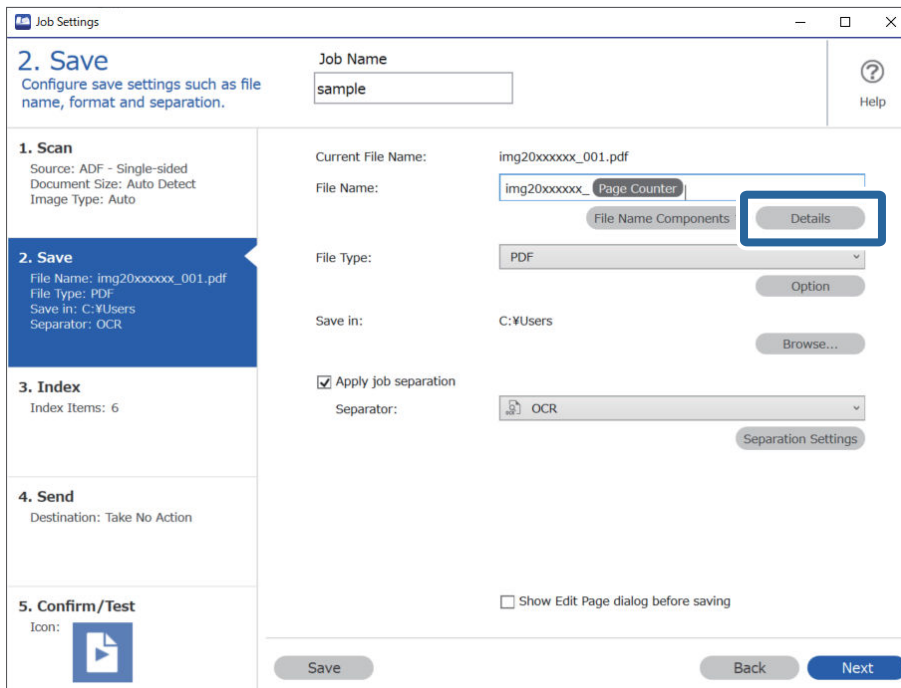 Job Settings
2. Save
Configure save settings such as file
name, format and separation.
Job Name
sample
Help
1. Scan
Source: ADF - Single-sided
Document Size: Auto Detect
Image Type: Auto
2. Save
File Name: img20xxxxxx_001.pdf
File Type: PDF
Save in: C:¥Users
Separator: OCR
3. Index
Index Items: 6
4. Send
Destination: Take No Action
5. Confirm/Test
Icon:
Current File Name: img20xxxxxx_001.pdf
File Name: img20xxxxxx_ Page Counter
File Name Components Details
File Type: PDF
Option
Save in: C:¥Users
Browse...
Apply job separation
Separator: OCR
Separation Settings
Show Edit Page dialog before saving
Save Back Next